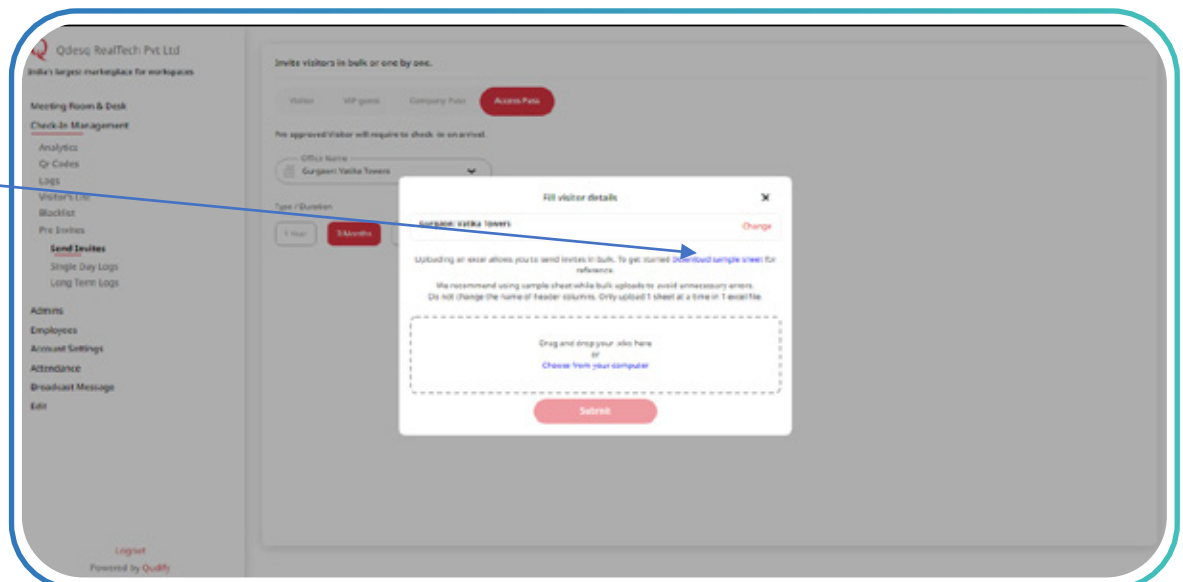 Qdesq RealTech Pvt Ltd
India's largest marketplace for workspaces
Meeting Room & Desk
Check-In Management
Analytics
Qr Codes
Logs
Visitor's List
Blacklist
Pre Invites
Send Invites
Single Day Logs
Long Term Logs
Admins
Employees
Account Settings
Attendance
Broadcast Message
Edit
Logout
Powered by Qudify
Invite visitors in bulk or one by one.
Visitor VIP guest Company Pass Access Pass
Pre approved Visitor will require to check-in on arrival.
Office Name
Gurgaon: Vatika Towers
Type / Duration
1 Year 3 Months
Fill visitor details X
Gurgaon: Vatika Towers Change
Uploading an excel allows you to send invites in bulk. To get started Download sample sheet for
reference.
We recommend using sample sheet while bulk uploads to avoid unnecessary errors.
Do not change the name of header columns. Only upload 1 sheet at a time in 1 excel file.
Drag and drop your .xlsx here
or
Choose from your computer
Submit